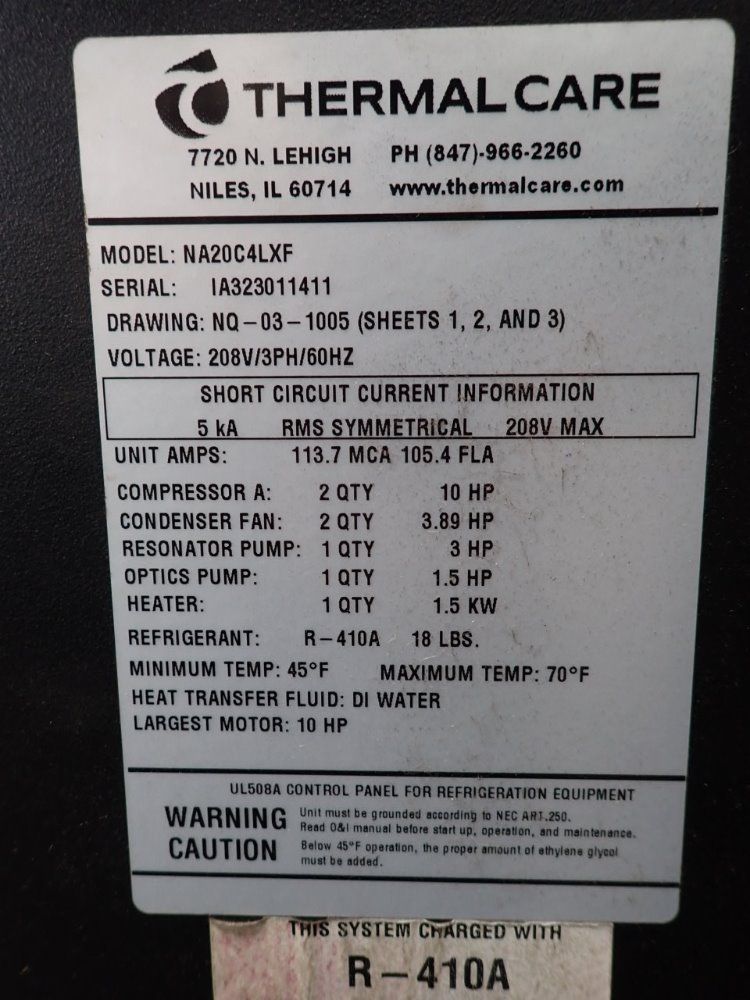 THERMAL CARE
7720 N. LEHIGH PH (847)-966-2260
NILES, IL 60714 www.thermalcare.com
MODEL: NA20C4LXF
SERIAL: IA323011411
DRAWING: NQ-03-1005 (SHEETS 1, 2, AND 3)
VOLTAGE: 208V/3PH/60HZ
SHORT CIRCUIT CURRENT INFORMATION
5 kA RMS SYMMETRICAL 208V MAX
UNIT AMPS: 113.7 MCA 105.4 FLA
COMPRESSOR A: 2 QTY 10 HP
CONDENSER FAN: 2 QTY 3.89 HP
RESONATOR PUMP: 1 QTY 3 HP
OPTICS PUMP: 1 QTY 1.5 HP
HEATER: 1 QTY 1.5 KW
REFRIGERANT: R-410A 18 LBS.
MINIMUM TEMP: 45°F MAXIMUM TEMP: 70°F
HEAT TRANSFER FLUID: DI WATER
LARGEST MOTOR: 10 HP
UL508A CONTROL PANEL FOR REFRIGERATION EQUIPMENT
WARNING Unit must be grounded according to NEC ART.250.
Read O&I manual before start up, operation, and maintenance.
CAUTION Below 45°F operation, the proper amount of ethylene glycol
must be added.
THIS SYSTEM CHARGED WITH
R-410A